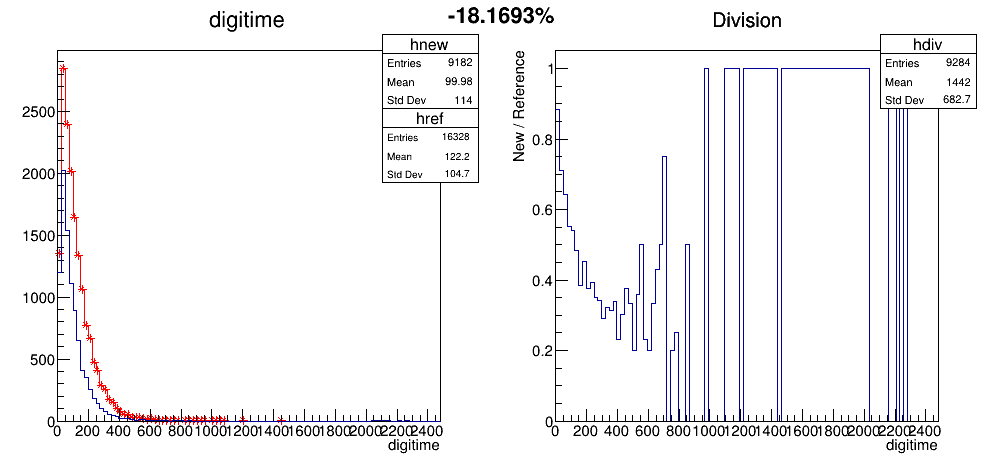 -18.1693%
digitime
hnew
Entries 9182
Mean 99.98
Std Dev 114
href
Entries 16328
Mean 122.2
Std Dev 104.7
2500
2000
1500
1000
500
0
0 200 400 600 800 1000 1200 1400 1600 1800 2000 2200 2400
digitime
Division
hdiv
Entries 9284
Mean 1442
Std Dev 682.7
New / Reference
1
0.8
0.6
0.4
0.2
0
0 200 400 600 800 1000 1200 1400 1600 1800 2000 2200 2400
digitime